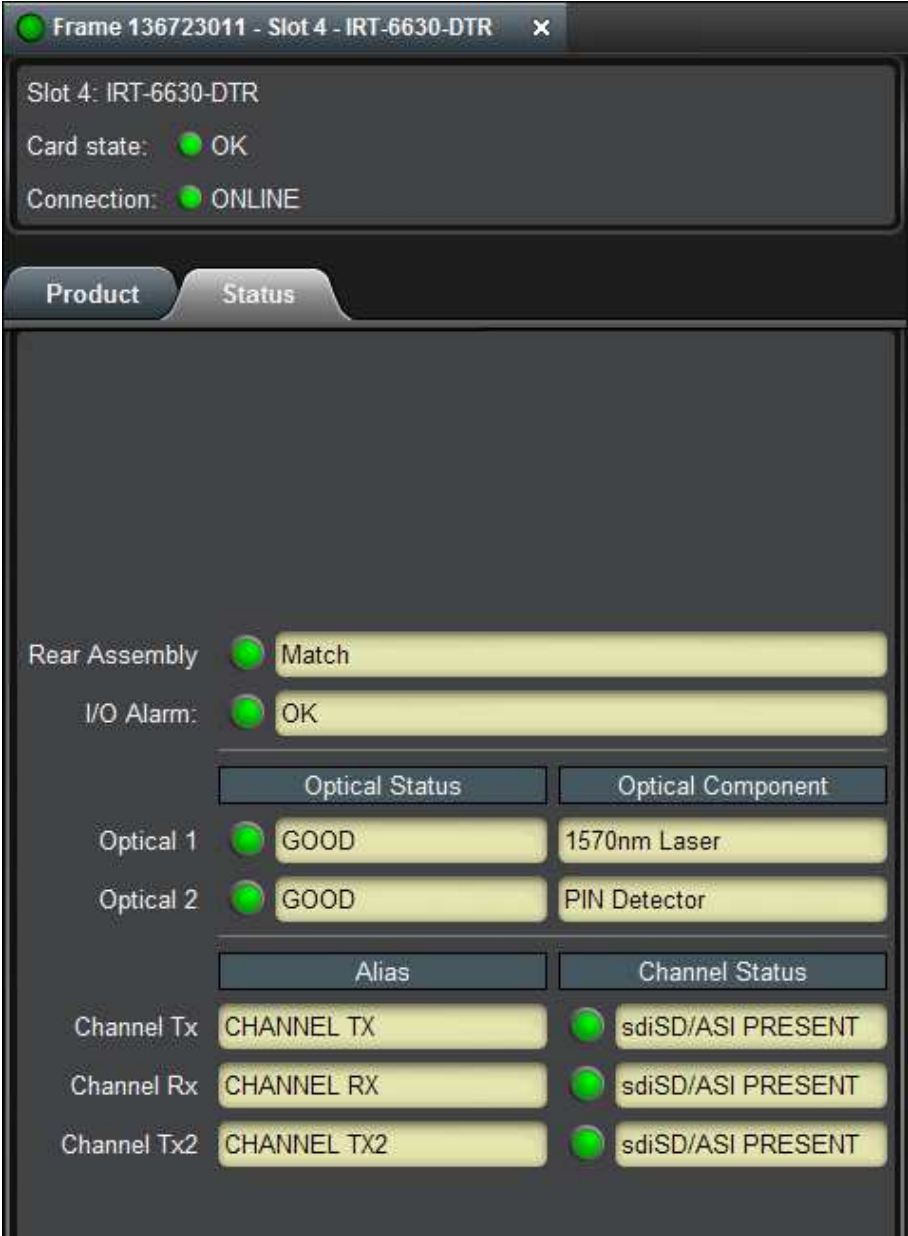 Frame 136723011 - Slot 4 - IRT-6630-DTR ×
Slot 4: IRT-6630-DTR
Card state: OK
Connection: ONLINE
Product Status
Rear Assembly Match
I/O Alarm: OK
Optical Status Optical Component
Optical 1 GOOD 1570nm Laser
Optical 2 GOOD PIN Detector
Alias Channel Status
Channel Tx CHANNEL TX sdiSD/ASI PRESENT
Channel Rx CHANNEL RX sdiSD/ASI PRESENT
Channel Tx2 CHANNEL TX2 sdiSD/ASI PRESENT